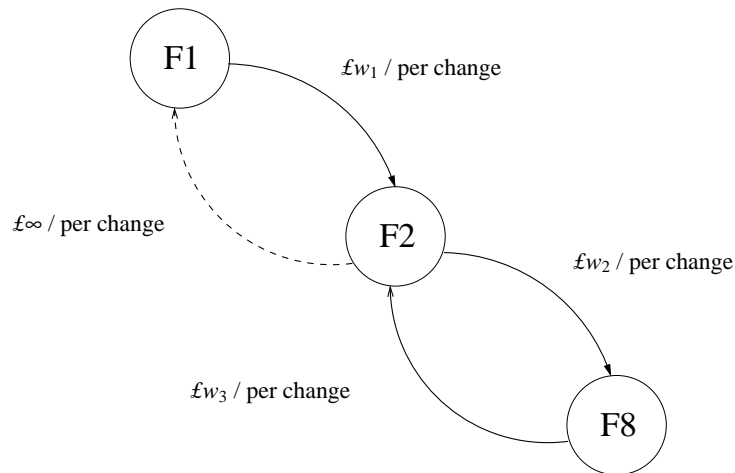 F1
£w₁ / per change
£∞ / per change
F2
£w₂ / per change
£w₃ / per change
F8